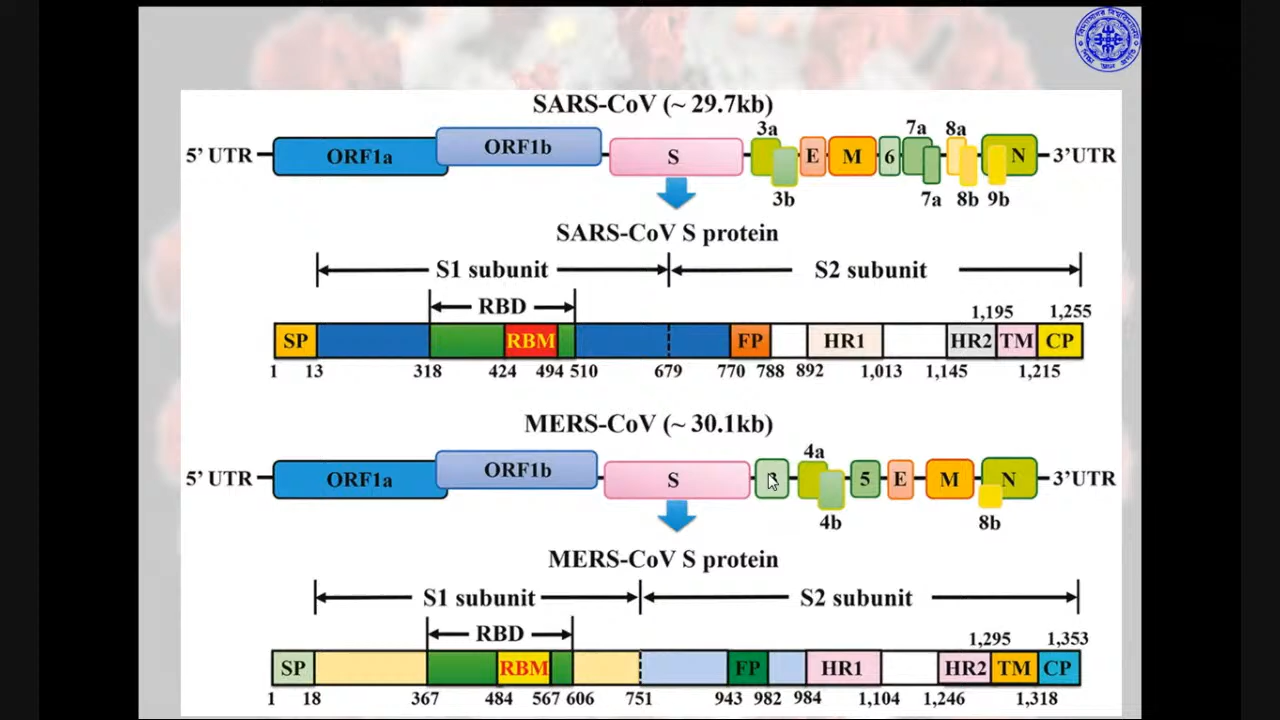 SARS-CoV (~ 29.7kb)
3a 7a 8a
5' UTR ORF1a ORF1b S E M 6 N 3'UTR
3b 7a 8b 9b
SARS-CoV S protein
S1 subunit S2 subunit
RBD
1,195 1,255
SP RBM FP HR1 HR2 TM CP
1 13 318 424 494 510 679 770 788 892 1,013 1,145 1,215
MERS-CoV (~ 30.1kb)
4a
5' UTR ORF1a ORF1b S 3 5 E M N 3'UTR
4b 8b
MERS-CoV S protein
S1 subunit S2 subunit
RBD
1,295 1,353
SP RBM FP HR1 HR2 TM CP
1 18 367 484 567 606 751 943 982 984 1,104 1,246 1,318